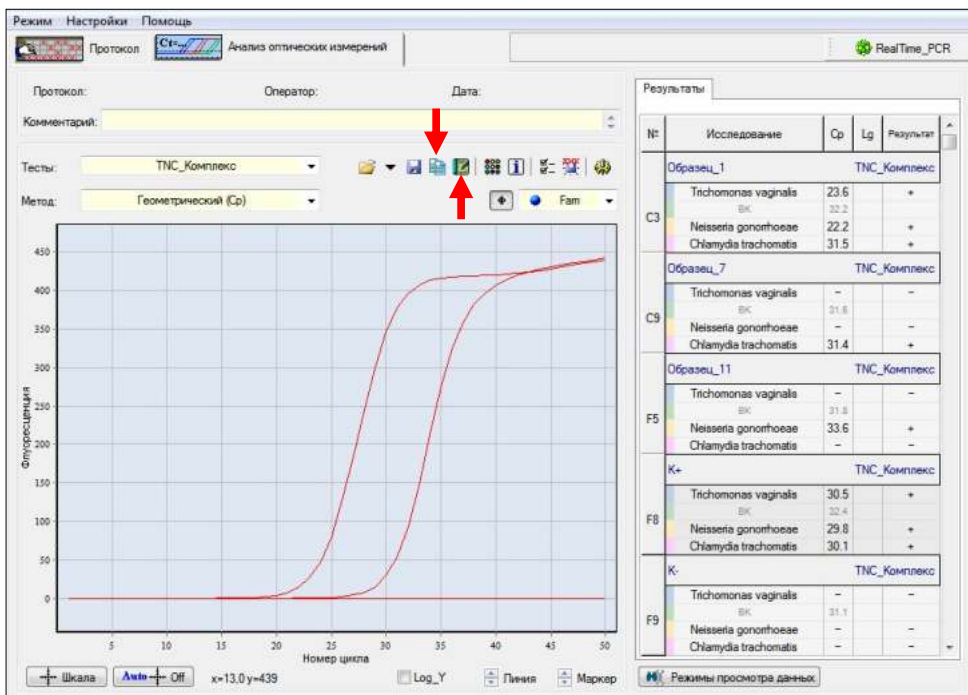 Режим Настройки Помощь
Протокол Ct=... Анализ оптических измерений RealTime_PCR
Протокол: Оператор: Дата:
Комментарий:
Тесты: TNC_Комплекс
Метод: Геометрический (Cp) Fam
Флуоресценция
450
400
350
300
250
200
150
100
50
0
5 10 15 20 25 30 35 40 45 50
Номер цикла
Шкала Auto Off x=13,0 y=439 Log_Y Линия Маркер
Результаты
№ Исследование Cp Lg Результат
Образец_1 TNC_Комплекс
C3
Trichomonas vaginalis 23.6 +
ВК 32.2
Neisseria gonorrhoeae 22.2 +
Chlamydia trachomatis 31.5 +
Образец_7 TNC_Комплекс
C9
Trichomonas vaginalis – –
ВК 31.6
Neisseria gonorrhoeae – –
Chlamydia trachomatis 31.4 +
Образец_11 TNC_Комплекс
F5
Trichomonas vaginalis – –
ВК 31.8
Neisseria gonorrhoeae 33.6 +
Chlamydia trachomatis – –
K+ TNC_Комплекс
F8
Trichomonas vaginalis 30.5 +
ВК 32.4
Neisseria gonorrhoeae 29.8 +
Chlamydia trachomatis 30.1 +
K- TNC_Комплекс
F9
Trichomonas vaginalis – –
ВК 31.1
Neisseria gonorrhoeae – –
Chlamydia trachomatis – –
Режимы просмотра данных